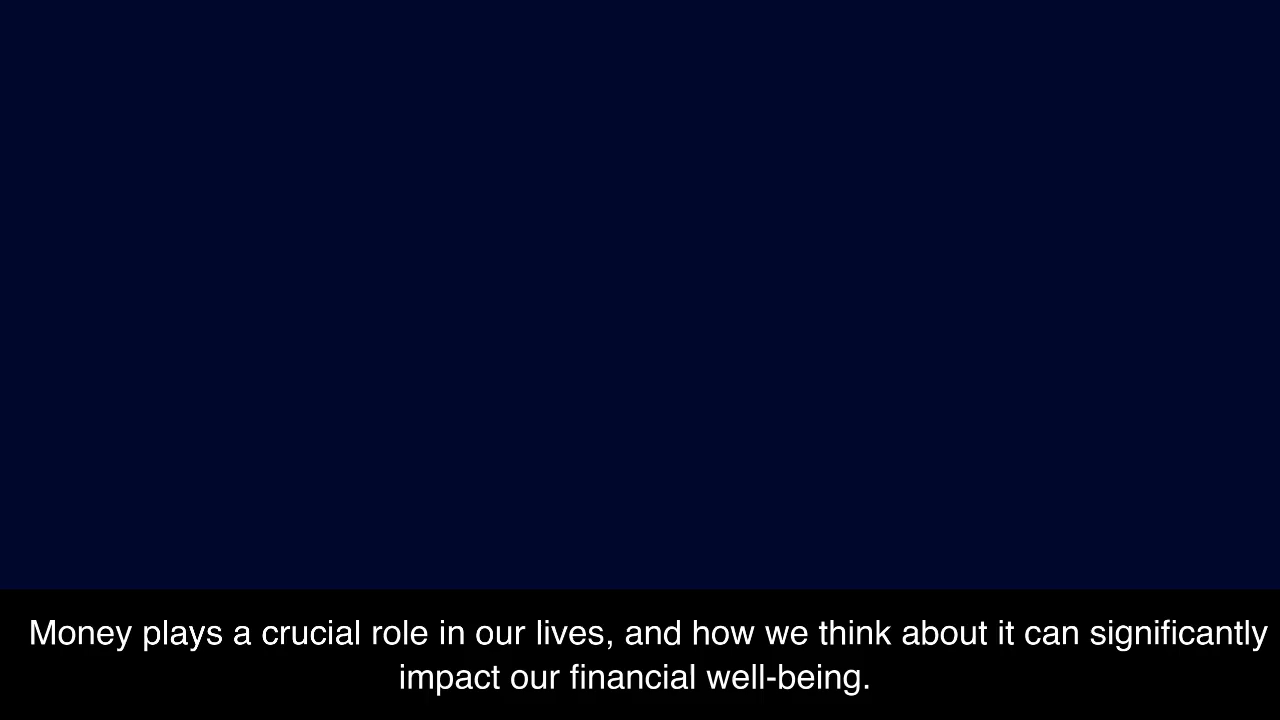 Money plays a crucial role in our lives, and how we think about it can significantly
impact our financial well-being.